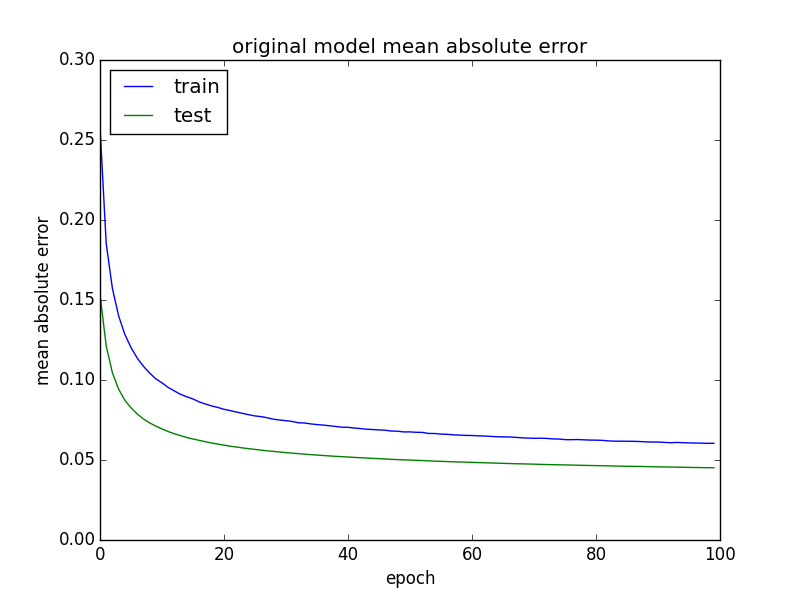 original model mean absolute error
0.30
train
test
0.25
0.20
0.15
0.10
0.05
0.00
mean absolute error
0 20 40 60 80 100
epoch